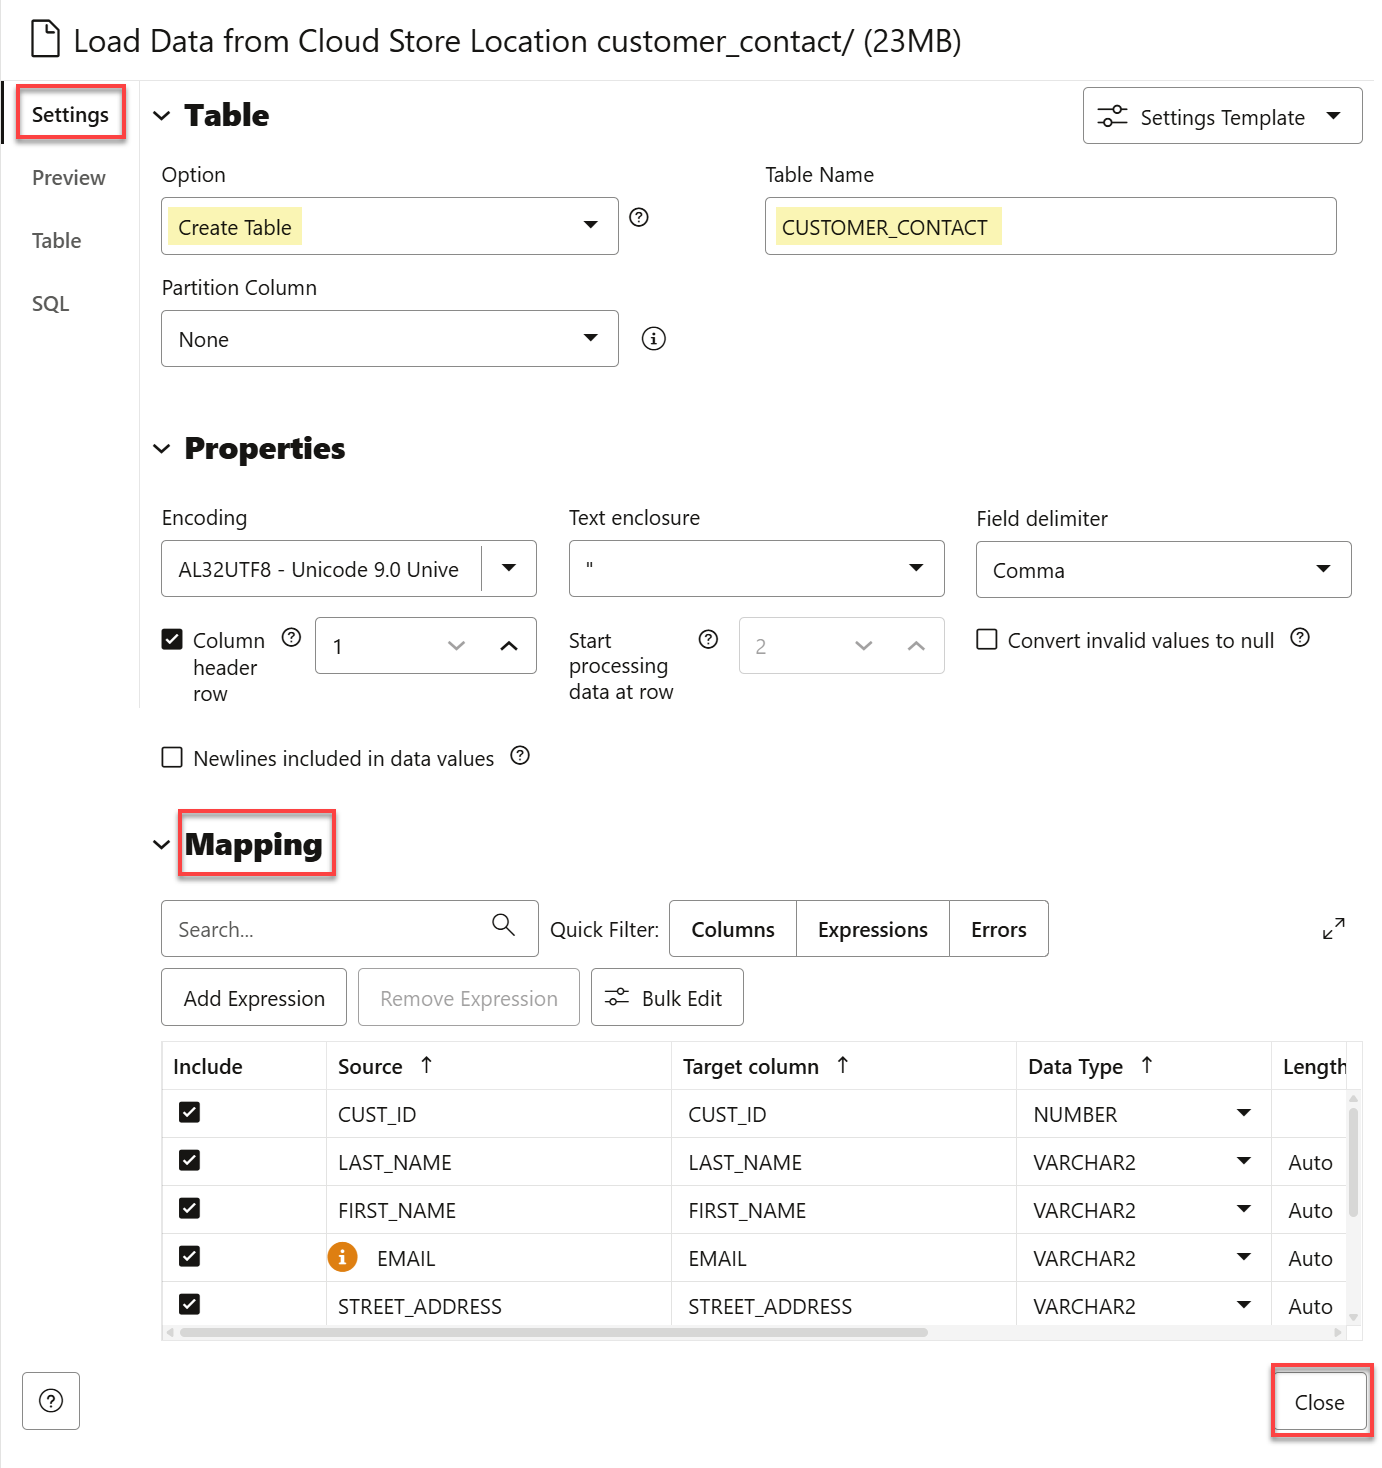 Load Data from Cloud Store Location customer_contact/ (23MB)
Settings
Preview
Table
SQL
Table
Settings Template
Option
Table Name
Create Table
CUSTOMER_CONTACT
Partition Column
None
Properties
Encoding
Text enclosure
Field delimiter
AL32UTF8 - Unicode 9.0 Unive
"
Comma
Column header row
1
Start processing data at row
2
Convert invalid values to null
Newlines included in data values
Mapping
Search...
Quick Filter:
Columns
Expressions
Errors
Add Expression
Remove Expression
Bulk Edit
Include Source Target column Data Type Length
CUST_ID CUST_ID NUMBER
LAST_NAME LAST_NAME VARCHAR2 Auto
FIRST_NAME FIRST_NAME VARCHAR2 Auto
EMAIL EMAIL VARCHAR2 Auto
STREET_ADDRESS STREET_ADDRESS VARCHAR2 Auto
Close